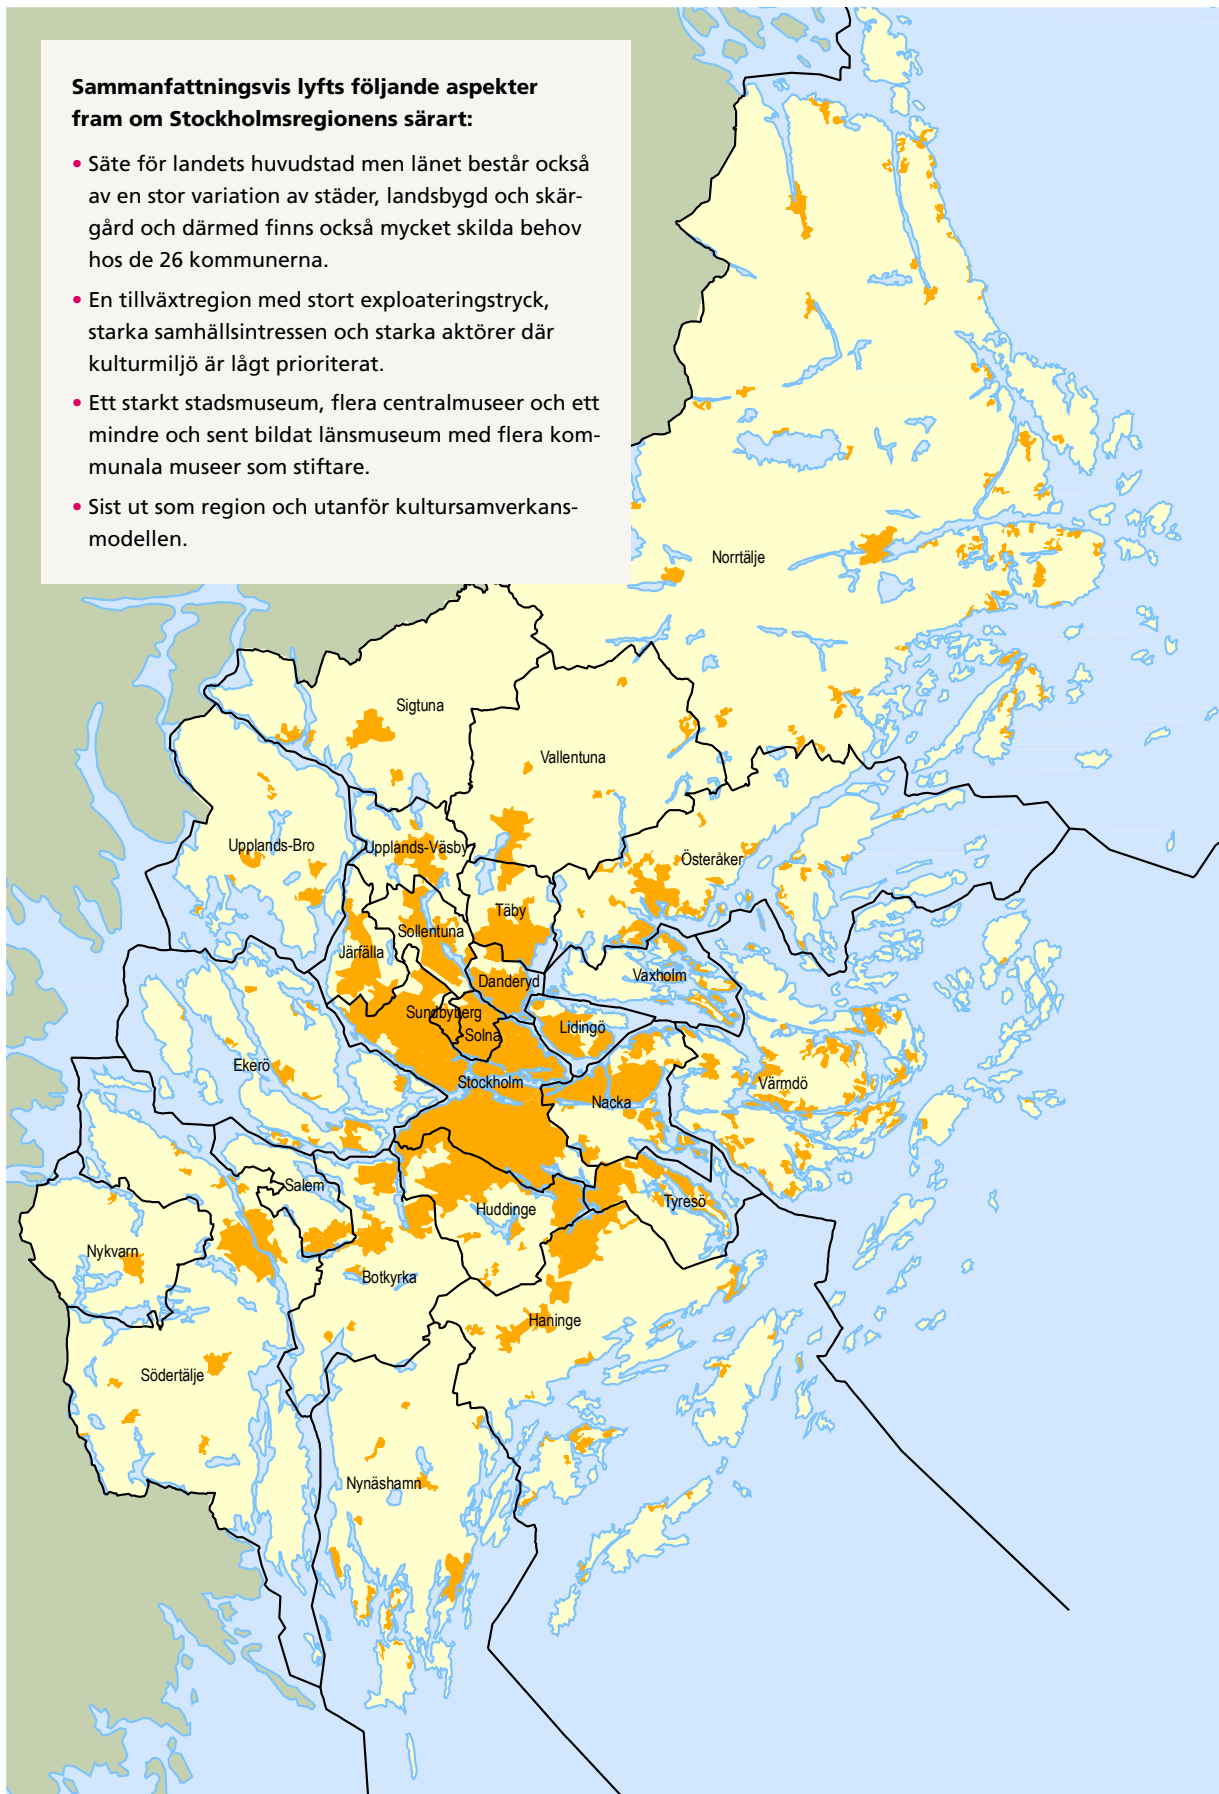 Sammanfattningsvis lyfts följande aspekter
fram om Stockholmsregionens särart:
• Säte för landets huvudstad men länet består också
av en stor variation av städer, landsbygd och skär-
gård och därmed finns också mycket skilda behov
hos de 26 kommunerna.
• En tillväxtregion med stort exploateringstryck,
starka samhällsintressen och starka aktörer där
kulturmiljö är lågt prioriterat.
• Ett starkt stadsmuseum, flera centralmuseer och ett
mindre och sent bildat länsmuseum med flera kom-
munala museer som stiftare.
• Sist ut som region och utanför kultursamverkans-
modellen.
Norrtälje
Sigtuna
Vallentuna
Upplands-Bro
Upplands-Väsby
Österåker
Täby
Sollentuna
Järfälla
Vaxholm
Danderyd
Sundbyberg
Lidingö
Solna
Ekerö
Stockholm
Värmdö
Nacka
Salem
Tyresö
Huddinge
Nykvarn
Botkyrka
Haninge
Södertälje
Nynäshamn